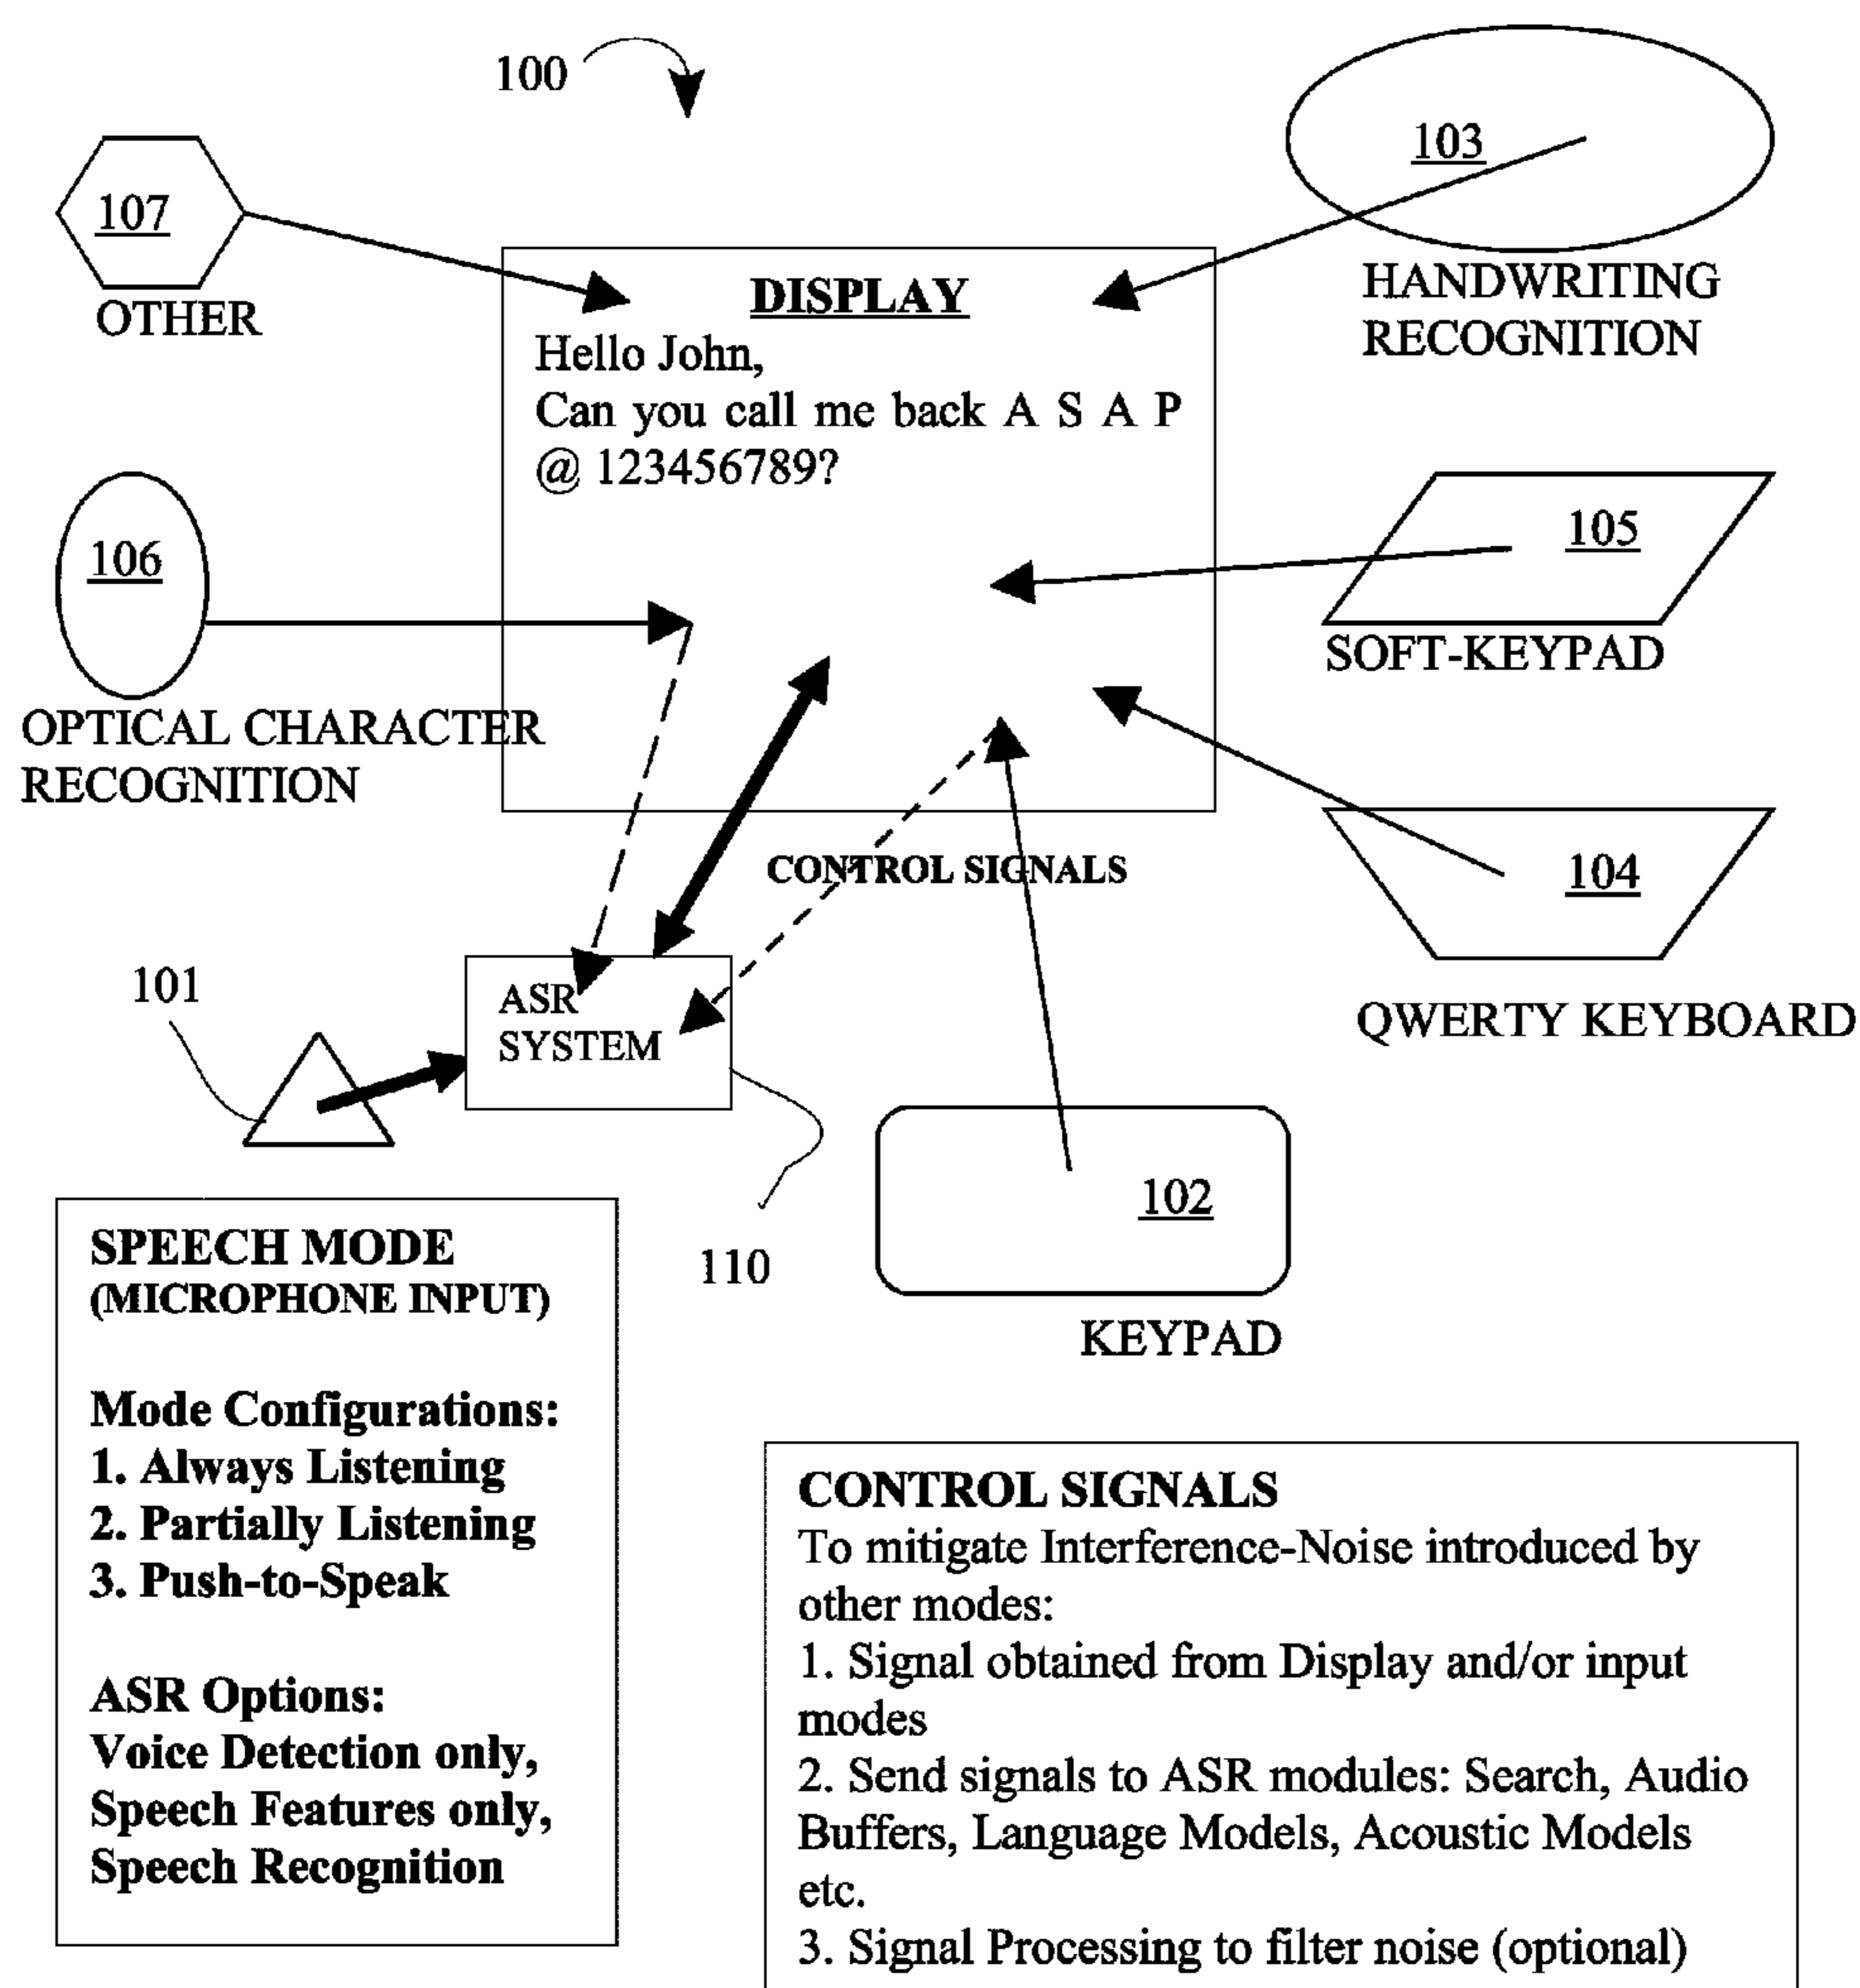 100
103
107
OTHER
HANDWRITING
RECOGNITION
DISPLAY
Hello John,
Can you call me back A S A P
@ 123456789?
106
OPTICAL CHARACTER
RECOGNITION
105
SOFT-KEYPAD
CONTROL SIGNALS
104
QWERTY KEYBOARD
101
ASR
SYSTEM
110
102
KEYPAD
SPEECH MODE
(MICROPHONE INPUT)
Mode Configurations:
1. Always Listening
2. Partially Listening
3. Push-to-Speak
ASR Options:
Voice Detection only,
Speech Features only,
Speech Recognition
CONTROL SIGNALS
To mitigate Interference-Noise introduced by
other modes:
1. Signal obtained from Display and/or input
modes
2. Send signals to ASR modules: Search, Audio
Buffers, Language Models, Acoustic Models
etc.
3. Signal Processing to filter noise (optional)